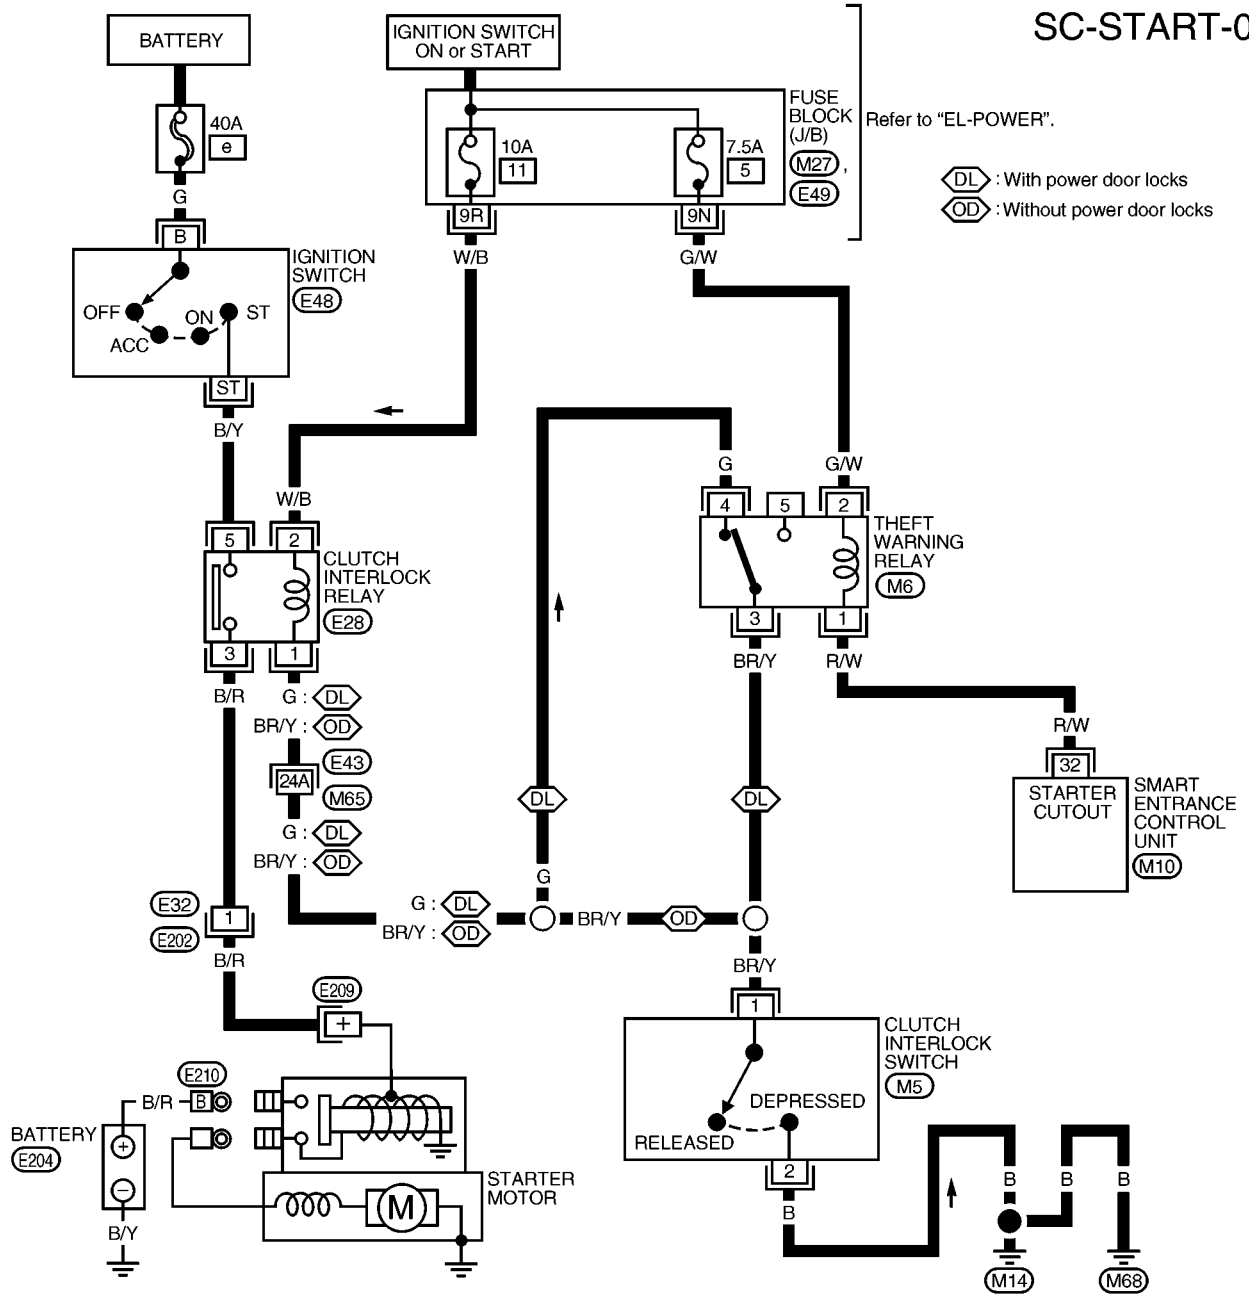 SC-START-0
BATTERY
IGNITION SWITCH
ON or START
40A
e
G
B
IGNITION
SWITCH
E48
OFF
ACC
ON
ST
ST
B/Y
FUSE
BLOCK
(J/B)
M27 ,
E49
Refer to “EL-POWER”.
10A
11
7.5A
5
9R
9N
W/B
G/W
DL : With power door locks
OD : Without power door locks
W/B
G
G/W
5
2
CLUTCH
INTERLOCK
RELAY
E28
3
1
4
5
2
THEFT
WARNING
RELAY
M6
3
1
B/R
G : DL
BR/Y : OD
BR/Y
R/W
R/W
E43
24A
M65
G : DL
BR/Y : OD
DL
DL
32
STARTER
CUTOUT
SMART
ENTRANCE
CONTROL
UNIT
M10
G
E32
1
E202
B/R
G : DL
BR/Y : OD
BR/Y
OD
BR/Y
E209
+
1
CLUTCH
INTERLOCK
SWITCH
M5
DEPRESSED
RELEASED
2
B
E210
B/R
B
BATTERY
E204
+
–
B/Y
STARTER
MOTOR
M
B
B
B
M14
M68